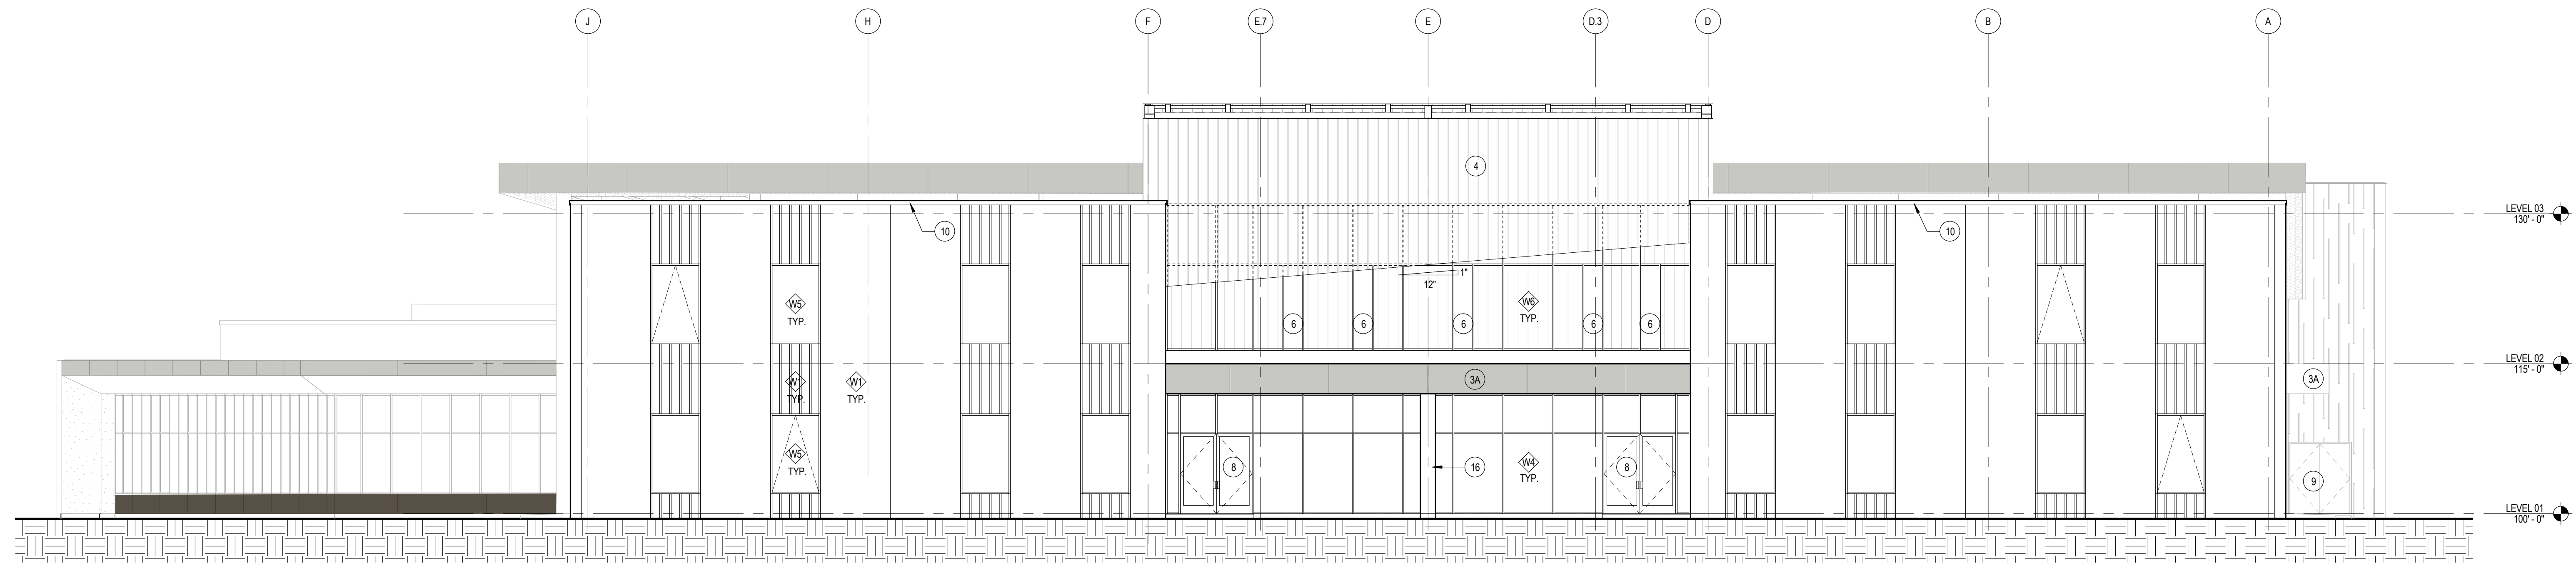 J
H
F
E.7
E
D.3
D
B
A
4
LEVEL 03
130' - 0"
10
10
1"
12"
W5
TYP.
W6
TYP.
6
6
6
6
6
LEVEL 02
115' - 0"
W1
TYP.
W1
TYP.
3A
3A
W5
TYP.
8
16
W4
TYP.
8
9
LEVEL 01
100' - 0"